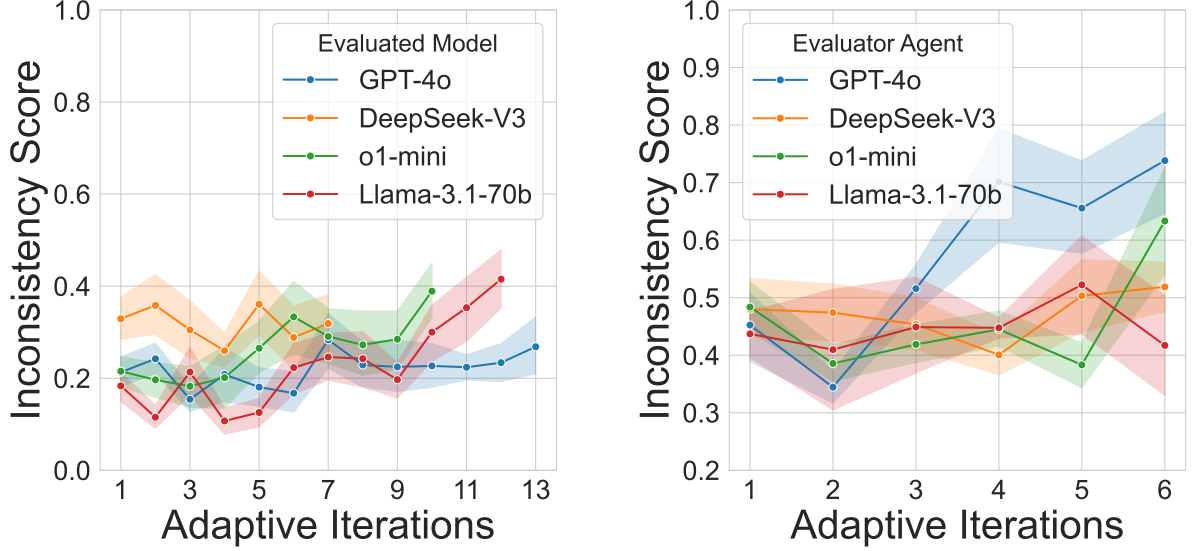 Inconsistency Score
1.0
0.8
0.6
0.4
0.2
0.0
Evaluated Model
GPT-4o
DeepSeek-V3
o1-mini
Llama-3.1-70b
1
3
5
7
9
11
13
Adaptive Iterations
Inconsistency Score
1.0
0.9
0.8
0.7
0.6
0.5
0.4
0.3
0.2
Evaluator Agent
GPT-4o
DeepSeek-V3
o1-mini
Llama-3.1-70b
1
2
3
4
5
6
Adaptive Iterations